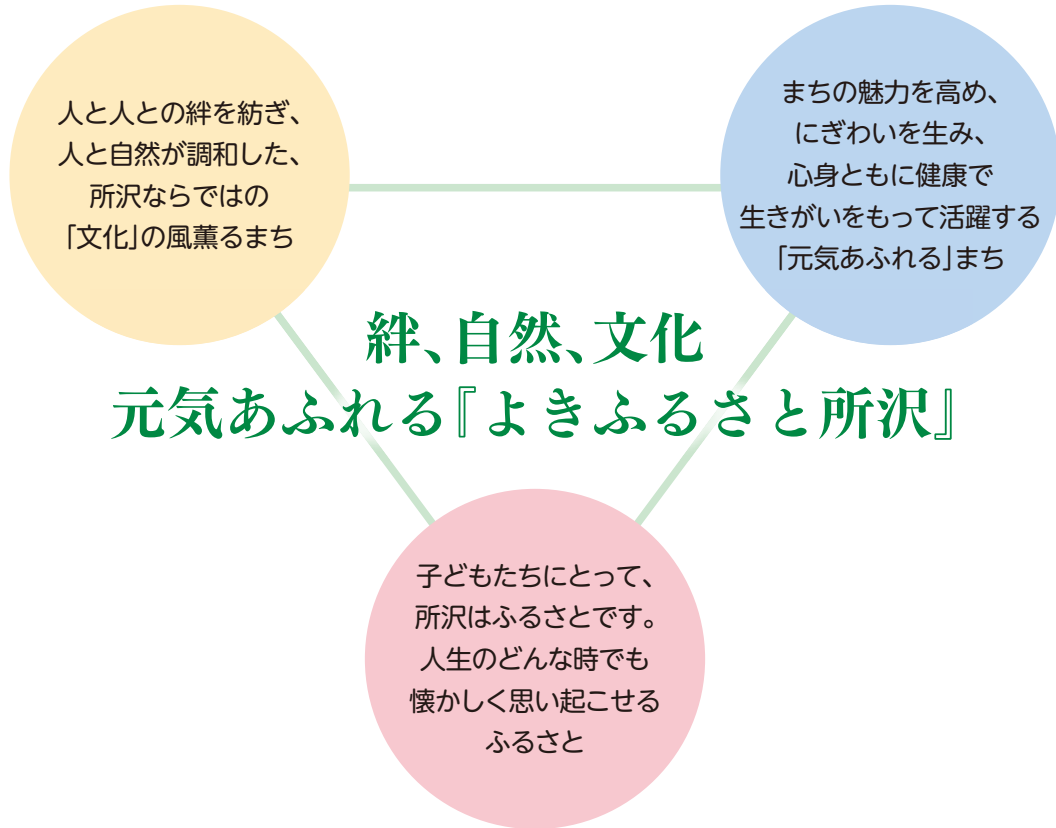 人と人との絆を紡ぎ、
人と自然が調和した、
所沢ならではの
「文化」の風薫るまち
まちの魅力を高め、
にぎわいを生み、
心身ともに健康で
生きがいをもって活躍する
「元気あふれる」まち
絆、自然、文化
元気あふれる『よきふるさと所沢』
子どもたちにとって、
所沢はふるさとです。
人生のどんな時でも
懐かしく思い起こせる
ふるさと